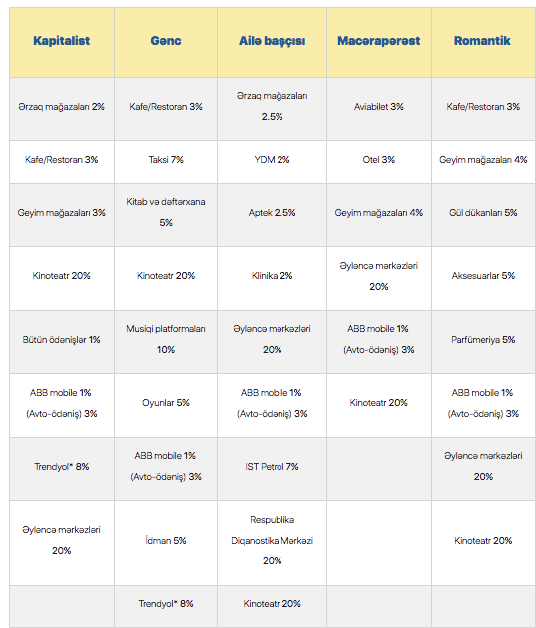 Kapitalist Gənc Ailə başçısı Macərapərəst Romantik
Ərzaq mağazaları 2% Kafe/Restoran 3% Ərzaq mağazaları 2.5% Aviabilet 3% Kafe/Restoran 3%
Kafe/Restoran 3% Taksi 7% YDM 2% Otel 3% Geyim mağazaları 4%
Geyim mağazaları 3% Kitab və dəftərxana 5% Aptek 2.5% Geyim mağazaları 4% Gül dükanları 5%
Kinoteatr 20% Kinoteatr 20% Klinika 2% Əyləncə mərkəzləri 20% Aksesuarlar 5%
Bütün ödənişlər 1% Musiqi platformaları 10% Əyləncə mərkəzləri 20% ABB mobile 1% (Avto-ödəniş) 3% Parfümeriya 5%
ABB mobile 1% (Avto-ödəniş) 3% Oyunlar 5% ABB mobile 1% (Avto-ödəniş) 3% Kinoteatr 20% ABB mobile 1% (Avto-ödəniş) 3%
Trendyol* 8% ABB mobile 1% (Avto-ödəniş) 3% IST Petrol 7% Əyləncə mərkəzləri 20%
Əyləncə mərkəzləri 20% İdman 5% Respublika Diqanostika Mərkəzi 20% Kinoteatr 20%
Trendyol* 8% Kinoteatr 20%